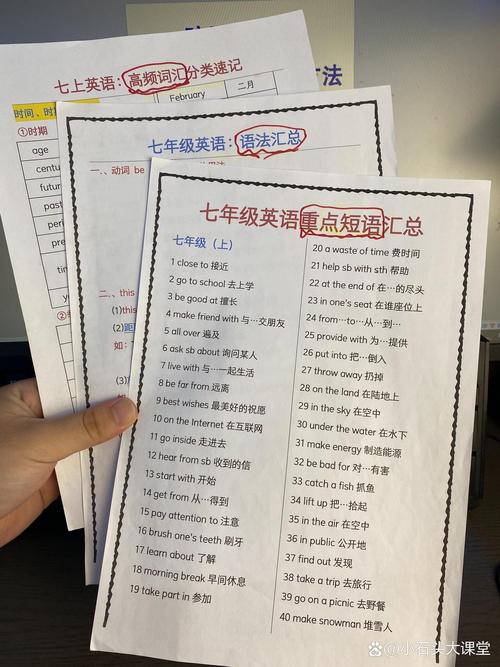 七上英语：高频词汇分类速记
February 二月
时间、时
①时期
age
centu
futur
past
peri
pre
tim
ye
方法
七年级英语：语法汇总
一.、动词 be
二.、this
(1)this
(2)距
如：
(3)
七年级英语重点短语汇总
七年级（上）
1 close to 接近
2 go to school 去上学
3 be good at 擅长
4 make friend with 与…交朋友
5 all over 遍及
6 ask sb about 询问某人
7 live with 与…一起生活
8 be far from 远离
9 best wishes 最美好的祝愿
10 on the Internet 在互联网
11 go inside 走进去
12 hear from sb 收到的信
13 start with 开始
14 get from 从…得到
15 pay attention to 注意
16 brush one's teeth 刷牙
17 learn about 了解
18 morning break 早间休息
19 take part in 参加
20 a waste of time 费时间
21 help sb with sth 帮助
22 at the end of 在…的尽头
23 in one's seat 在谁座位上
24 from…to… 从…到…
25 provide with 为…提供
26 put into 把…倒入
27 throw away 扔掉
28 on the land 在陆地上
29 in the sky 在空中
30 under the water 在水下
31 make energy 制造能源
32 be bad for 对…有害
33 catch a fish 抓鱼
34 lift up 把…抬起
35 in the air 在空中
36 in public 公开地
37 find out 发现
38 take a trip 去旅行
39 go on a picnic 去野餐
40 make snowman 堆雪人
@小石头大课堂